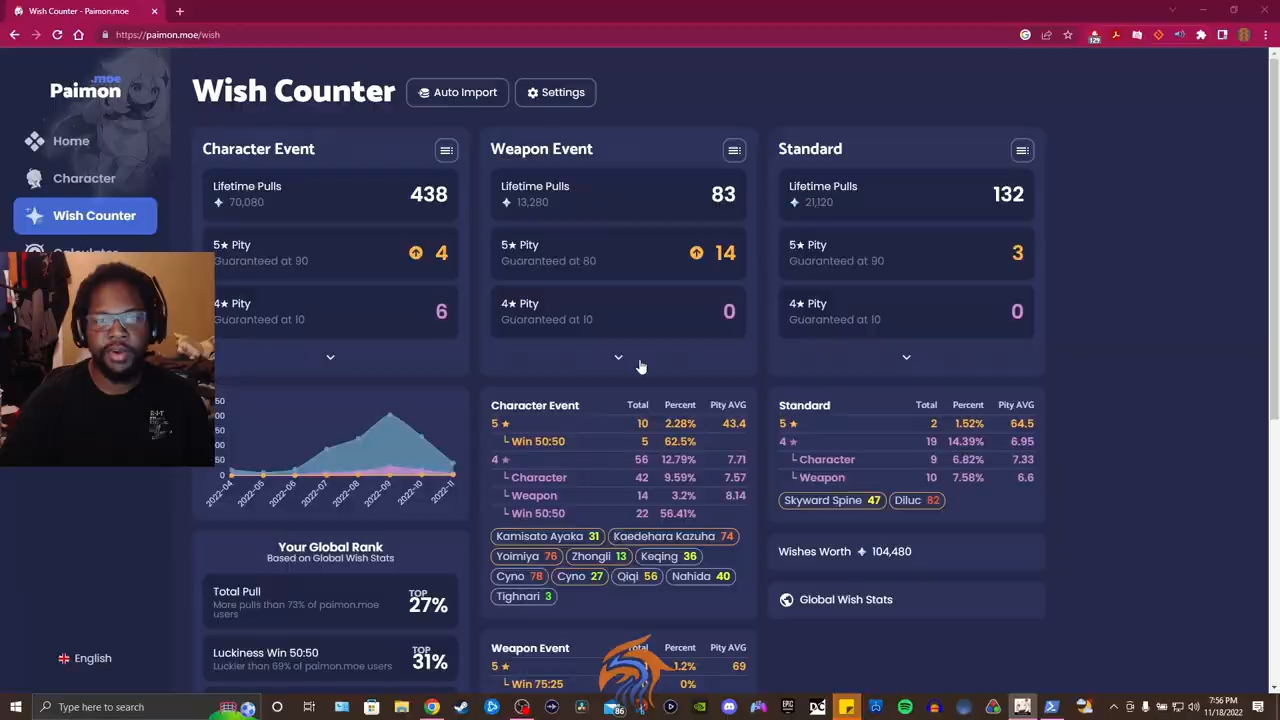 Wish Counter - Paimon.moe
https://paimon.moe/wish
129
.moe
Paimon
Home
Character
Wish Counter
Calculator
English
Wish Counter
Auto Import
Settings
Character Event
Lifetime Pulls
70,080
438
5★ Pity
Guaranteed at 90
4
4★ Pity
Guaranteed at 10
6
Weapon Event
Lifetime Pulls
13,280
83
5★ Pity
Guaranteed at 80
14
4★ Pity
Guaranteed at 10
0
Standard
Lifetime Pulls
21,120
132
5★ Pity
Guaranteed at 90
3
4★ Pity
Guaranteed at 10
0
2022-04 2022-05 2022-06 2022-07 2022-08 2022-09 2022-10 2022-11
Your Global Rank
Based on Global Wish Stats
Total Pull
More pulls than 73% of paimon.moe
users
TOP
27%
Luckiness Win 50:50
Luckier than 69% of paimon.moe users
TOP
31%
Character Event Total Percent Pity AVG
5 ★ 10 2.28% 43.4
└ Win 50:50 5 62.5%
4 ★ 56 12.79% 7.71
└ Character 42 9.59% 7.57
└ Weapon 14 3.2% 8.14
└ Win 50:50 22 56.41%
Kamisato Ayaka 31 Kaedehara Kazuha 74
Yoimiya 76 Zhongli 13 Keqing 36
Cyno 78 Cyno 27 Qiqi 56 Nahida 40
Tighnari 3
Weapon Event Total Percent Pity AVG
5 ★ 1.2% 69
└ Win 75:25 0%
Standard Total Percent Pity AVG
5 ★ 2 1.52% 64.5
4 ★ 19 14.39% 6.95
└ Character 9 6.82% 7.33
└ Weapon 10 7.58% 6.6
Skyward Spine 47 Diluc 82
Wishes Worth 104,480
Global Wish Stats
R·I·T
Type here to search
86
7:56 PM
11/18/2022